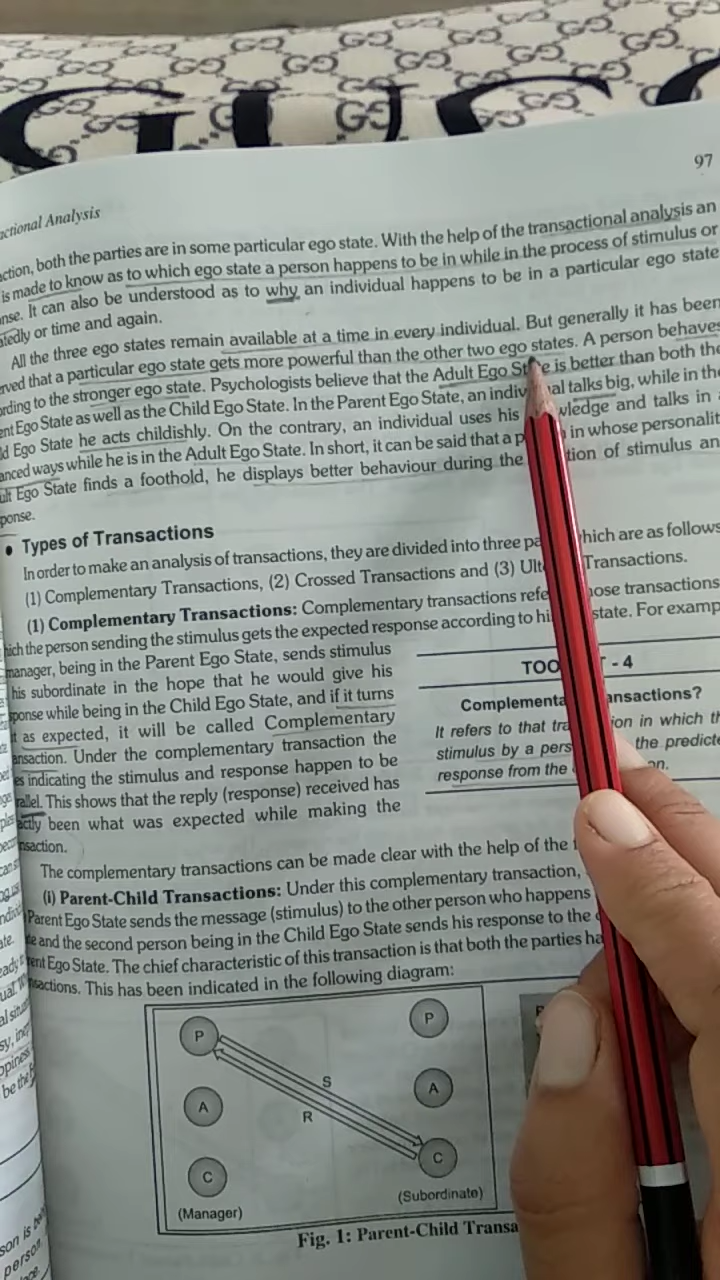 GUCC
97
ctional Analysis
ction, both the parties are in some particular ego state. With the help of the transactional analysis an
is made to know as to which ego state a person happens to be in while in the process of stimulus or
nse. It can also be understood as to why an individual happens to be in a particular ego state
atedly or time and again.
All the three ego states remain available at a time in every individual. But generally it has been
rved that a particular ego state gets more powerful than the other two ego states. A person behaves
rding to the stronger ego state. Psychologists believe that the Adult Ego St e is better than both the
ent Ego State as well as the Child Ego State. In the Parent Ego State, an indiv al talks big, while in the
d Ego State he acts childishly. On the contrary, an individual uses his wledge and talks in
anced ways while he is in the Adult Ego State. In short, it can be said that a p in whose personalit
ult Ego State finds a foothold, he displays better behaviour during the tion of stimulus an
ponse.
• Types of Transactions
In order to make an analysis of transactions, they are divided into three pa hich are as follows
(1) Complementary Transactions, (2) Crossed Transactions and (3) Ult Transactions.
(1) Complementary Transactions: Complementary transactions refe hose transactions
hich the person sending the stimulus gets the expected response according to hi state. For examp
manager, being in the Parent Ego State, sends stimulus
his subordinate in the hope that he would give his
ponse while being in the Child Ego State, and if it turns
t as expected, it will be called Complementary
ansaction. Under the complementary transaction the
es indicating the stimulus and response happen to be
rallel. This shows that the reply (response) received has
actly been what was expected while making the
nsaction.
TOO T - 4
Complementa ansactions?
It refers to that tra ion in which th
stimulus by a pers the predicte
response from the on.
The complementary transactions can be made clear with the help of the
(i) Parent-Child Transactions: Under this complementary transaction,
Parent Ego State sends the message (stimulus) to the other person who happens
te and the second person being in the Child Ego State sends his response to the
rent Ego State. The chief characteristic of this transaction is that both the parties ha
nsactions. This has been indicated in the following diagram:
P P
S
A A
R
C C
(Manager) (Subordinate)
Fig. 1: Parent-Child Transa